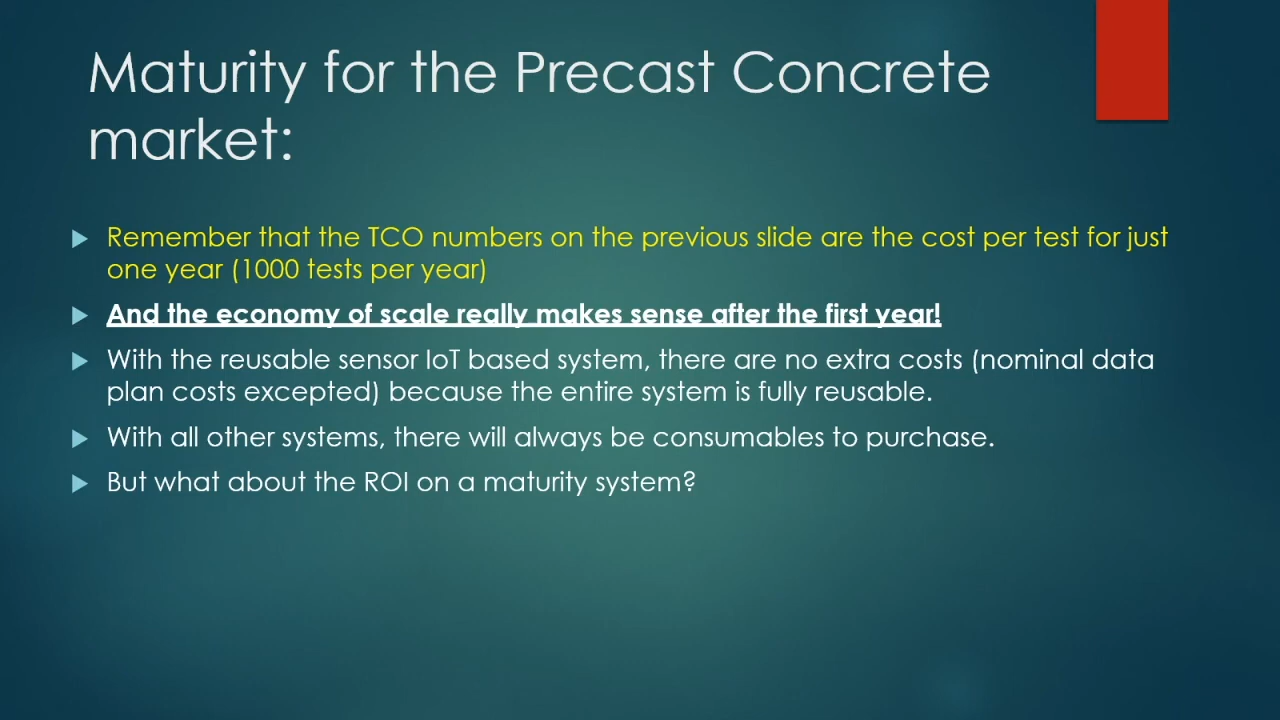 Maturity for the Precast Concrete
market:
Remember that the TCO numbers on the previous slide are the cost per test for just
one year (1000 tests per year)
And the economy of scale really makes sense after the first year!
With the reusable sensor IoT based system, there are no extra costs (nominal data
plan costs excepted) because the entire system is fully reusable.
With all other systems, there will always be consumables to purchase.
But what about the ROI on a maturity system?